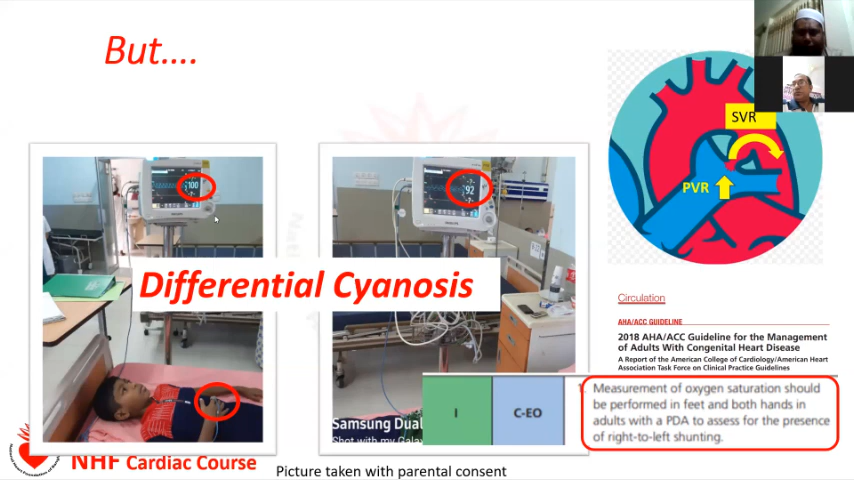 But....
SVR
PVR
100
92
Differential Cyanosis
Circulation
AHA/ACC GUIDELINE
2018 AHA/ACC Guideline for the Management
of Adults With Congenital Heart Disease
A Report of the American College of Cardiology/American Heart
Association Task Force on Clinical Practice Guidelines
I
C-EO
1.
Measurement of oxygen saturation should
be performed in feet and both hands in
adults with a PDA to assess for the presence
of right-to-left shunting.
Samsung Dual
Shot with my Gala
NHF Cardiac Course
Picture taken with parental consent